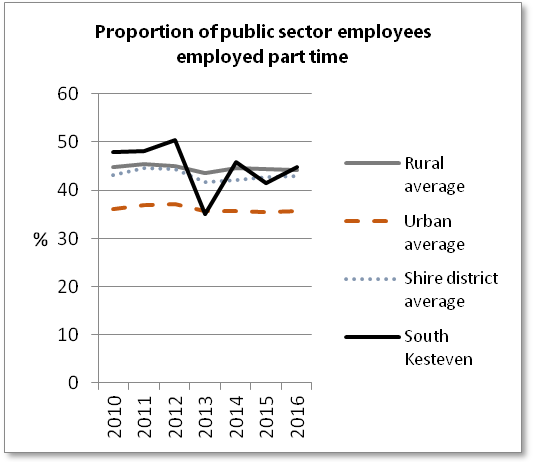 Proportion of public sector employees
employed part time
60
50
40
30
20
10
0
%
2010
2011
2012
2013
2014
2015
2016
Rural
average
Urban
average
Shire district
average
South
Kesteven